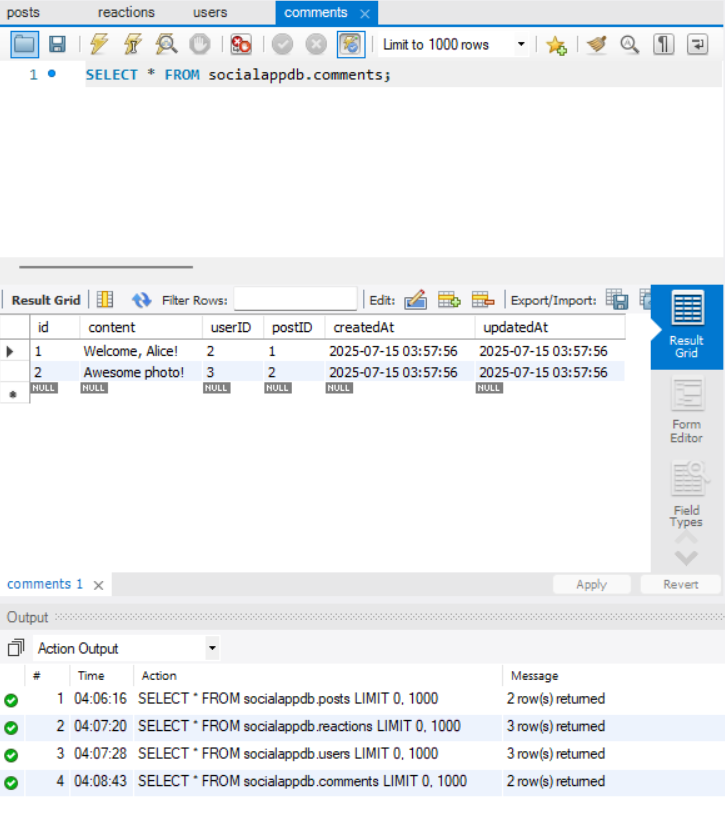 posts reactions users comments
Limit to 1000 rows
1 SELECT * FROM socialappdb.comments;
Result Grid Filter Rows: Edit: Export/Import:
id content userID postID createdAt updatedAt
1 Welcome, Alice! 2 1 2025-07-15 03:57:56 2025-07-15 03:57:56
2 Awesome photo! 3 2 2025-07-15 03:57:56 2025-07-15 03:57:56
NULL NULL NULL NULL NULL NULL
Result
Grid
Form
Editor
Field
Types
comments 1 Apply Revert
Output
Action Output
# Time Action Message
1 04:06:16 SELECT * FROM socialappdb.posts LIMIT 0, 1000 2 row(s) returned
2 04:07:20 SELECT * FROM socialappdb.reactions LIMIT 0, 1000 3 row(s) returned
3 04:07:28 SELECT * FROM socialappdb.users LIMIT 0, 1000 3 row(s) returned
4 04:08:43 SELECT * FROM socialappdb.comments LIMIT 0, 1000 2 row(s) returned